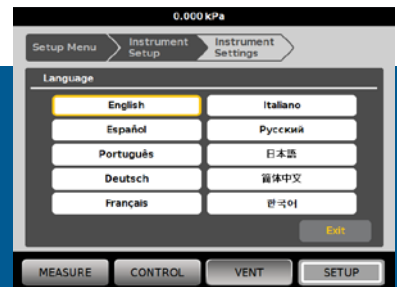 0.000 kPa
Setup Menu
Instrument
Setup
Instrument
Settings
Language
English
Italiano
Español
Русский
Português
日本語
Deutsch
简体中文
Français
한국어
Exit
MEASURE
CONTROL
VENT
SETUP